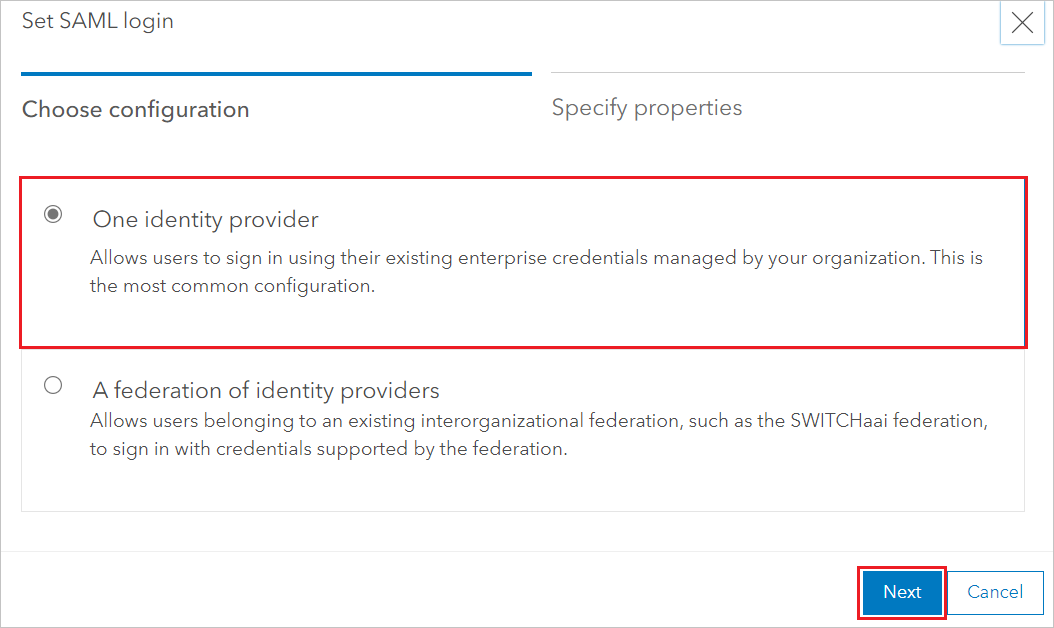 Set SAML login
Choose configuration
Specify properties
One identity provider
Allows users to sign in using their existing enterprise credentials managed by your organization. This is
the most common configuration.
A federation of identity providers
Allows users belonging to an existing interorganizational federation, such as the SWITCHaai federation,
to sign in with credentials supported by the federation.
Next
Cancel